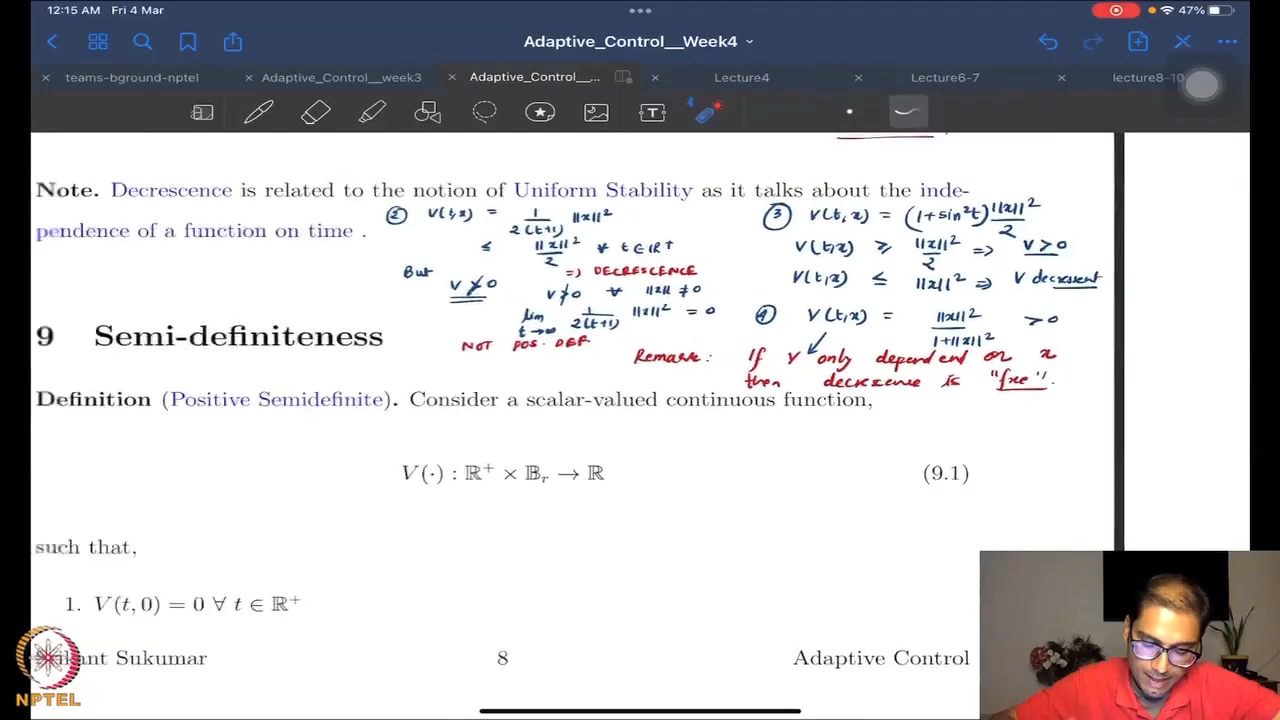 12:15 AM Fri 4 Mar
47%
Adaptive_Control__Week4
teams-bground-nptel
Adaptive_Control__week3
Adaptive_Control__...
Lecture4
Lecture6-7
lecture8-10
Note. Decrescence is related to the notion of Uniform Stability as it talks about the inde-
pendence of a function on time .
② V(t,x) = 1/2(t+1) ||x||²
≤ ||x||²/2 ∀ t∈ℝ⁺
⇒ DECRESCENCE
But V ≯ 0
V ≯ 0 ∀ ||x|| ≠ 0
lim t→∞ 1/2(t+1) ||x||² = 0
NOT POS. DEF.
③ V(t,x) = (1+sin²t) ||x||²/2
V(t,x) ≥ ||x||²/2 ⇒ V > 0
V(t,x) ≤ ||x||² ⇒ V decrescent
④ V(t,x) = ||x||²/1+||x||² > 0
Remark: If V only dependent on x
then decrescence is "free".
9 Semi-definiteness
Definition (Positive Semidefinite). Consider a scalar-valued continuous function,
V(·) : ℝ⁺ × 𝔹ᵣ → ℝ (9.1)
such that,
1. V(t, 0) = 0 ∀ t ∈ ℝ⁺
Srikant Sukumar 8 Adaptive Control
NPTEL